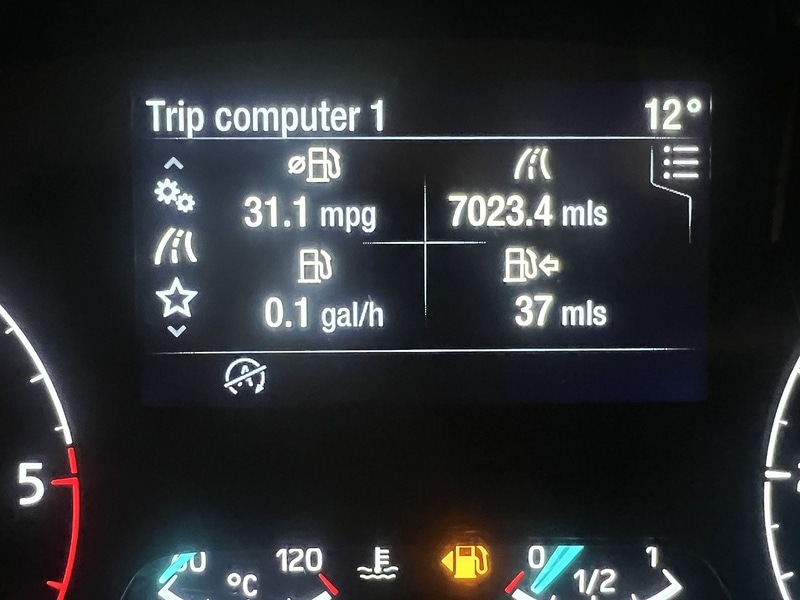 Trip computer 1 12°
31.1 mpg 7023.4 mls
0.1 gal/h 37 mls
A
5
120 0 1
°C 1/2